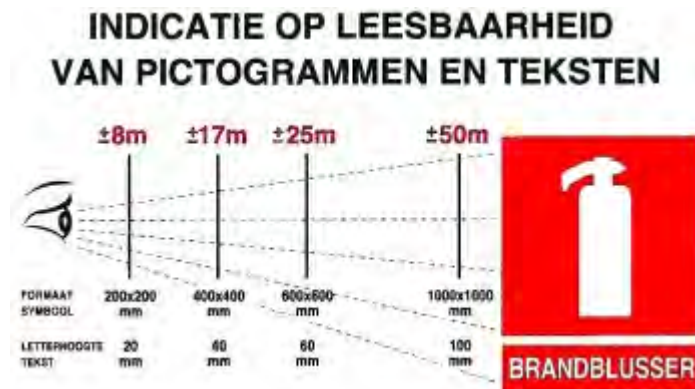 INDICATIE OP LEESBAARHEID
VAN PICTOGRAMMEN EN TEKSTEN
±8m ±17m ±25m ±50m
FORMAAT SYMBOOL 200x200 mm 400x400 mm 600x600 mm 1000x1000 mm
LETTERHOOGTE TEKST 20 mm 40 mm 60 mm 100 mm
BRANDBLUSSER